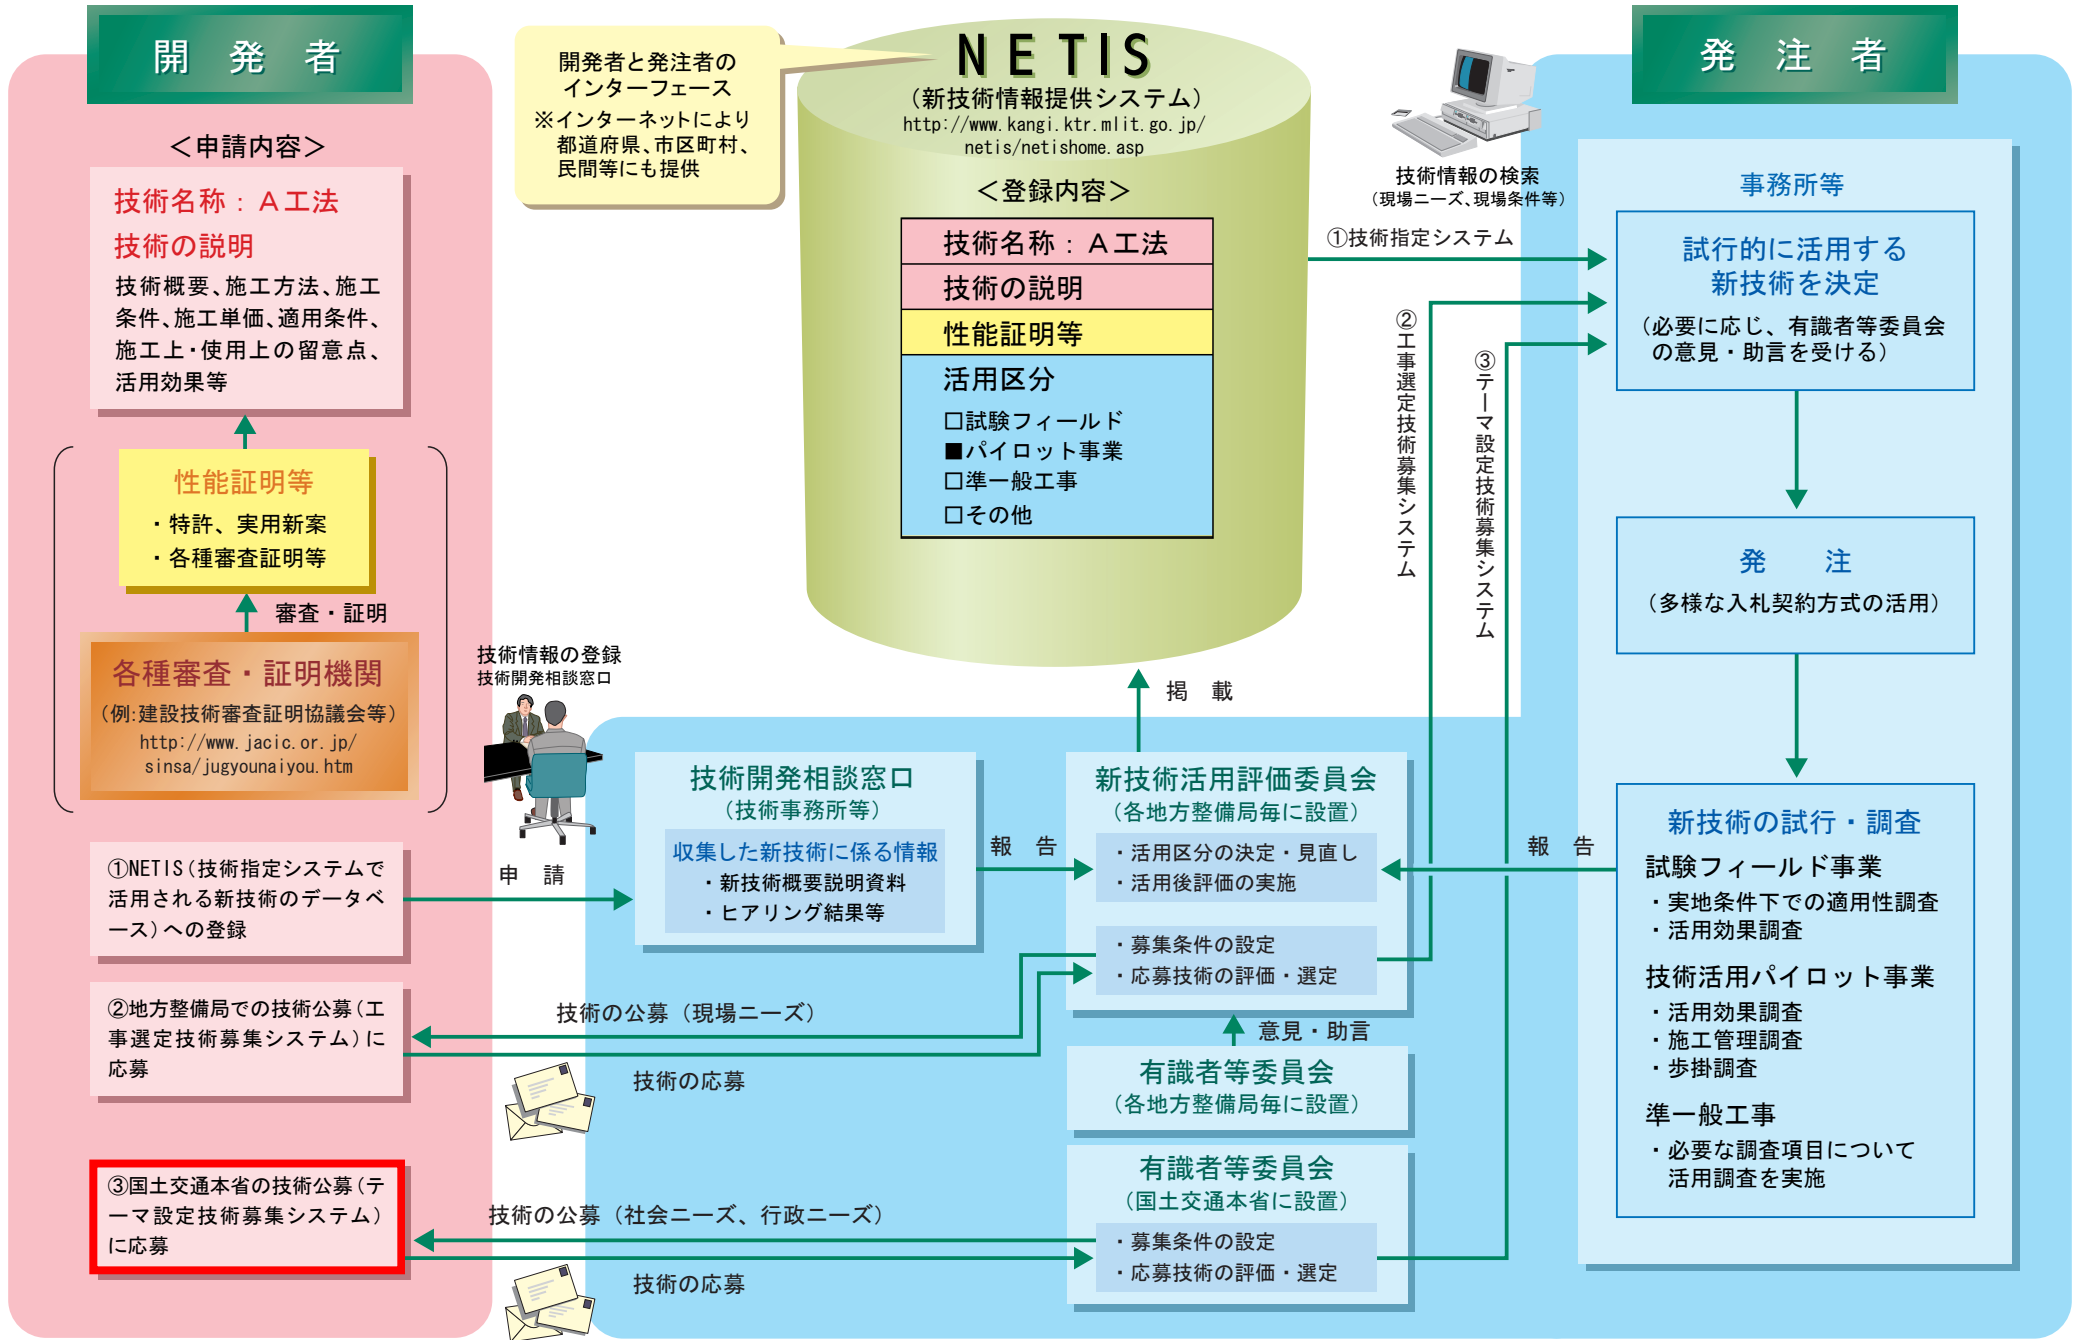 開発者
＜申請内容＞
技術名称：Ａ工法
技術の説明
技術概要、施工方法、施工
条件、施工単価、適用条件、
施工上・使用上の留意点、
活用効果等
性能証明等
・特許、実用新案
・各種審査証明等
審査・証明
各種審査・証明機関
（例:建設技術審査証明協議会等）
http://www.jacic.or.jp/
sinsa/jugyounaiyou.htm
①NETIS（技術指定システムで
活用される新技術のデータベ
ース）への登録
②地方整備局での技術公募（工
事選定技術募集システム）に
応募
③国土交通本省の技術公募（テ
ーマ設定技術募集システム）
に応募
開発者と発注者の
インターフェース
※インターネットにより
都道府県、市区町村、
民間等にも提供
NETIS
（新技術情報提供システム）
http://www.kangi.ktr.mlit.go.jp/
netis/netishome.asp
＜登録内容＞
技術名称：Ａ工法
技術の説明
性能証明等
活用区分
□試験フィールド
■パイロット事業
□準一般工事
□その他
技術情報の登録
技術開発相談窓口
申請
掲載
技術開発相談窓口
（技術事務所等）
収集した新技術に係る情報
・新技術概要説明資料
・ヒアリング結果等
報告
新技術活用評価委員会
（各地方整備局毎に設置）
・活用区分の決定・見直し
・活用後評価の実施
・募集条件の設定
・応募技術の評価・選定
技術の公募（現場ニーズ）
技術の応募
意見・助言
有識者等委員会
（各地方整備局毎に設置）
有識者等委員会
（国土交通本省に設置）
・募集条件の設定
・応募技術の評価・選定
技術の公募（社会ニーズ、行政ニーズ）
技術の応募
技術情報の検索
（現場ニーズ、現場条件等）
①技術指定システム
②工事選定技術募集システム
③テーマ設定技術募集システム
発注者
事務所等
試行的に活用する
新技術を決定
（必要に応じ、有識者等委員会
の意見・助言を受ける）
発注
（多様な入札契約方式の活用）
報告
新技術の試行・調査
試験フィールド事業
・実地条件下での適用性調査
・活用効果調査
技術活用パイロット事業
・活用効果調査
・施工管理調査
・歩掛調査
準一般工事
・必要な調査項目について
活用調査を実施